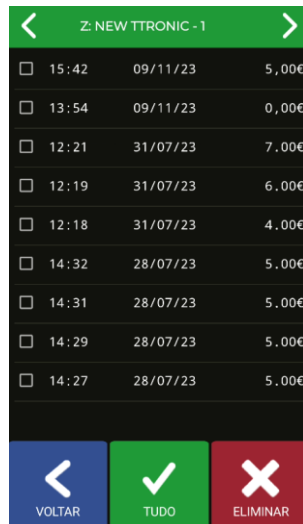 Z: NEW TTRONIC - 1
15:42 09/11/23 5,00€
13:54 09/11/23 0,00€
12:21 31/07/23 7.00€
12:19 31/07/23 6.00€
12:18 31/07/23 4.00€
14:32 28/07/23 5.00€
14:31 28/07/23 5.00€
14:29 28/07/23 5.00€
14:27 28/07/23 5.00€
VOLTAR TUDO ELIMINAR